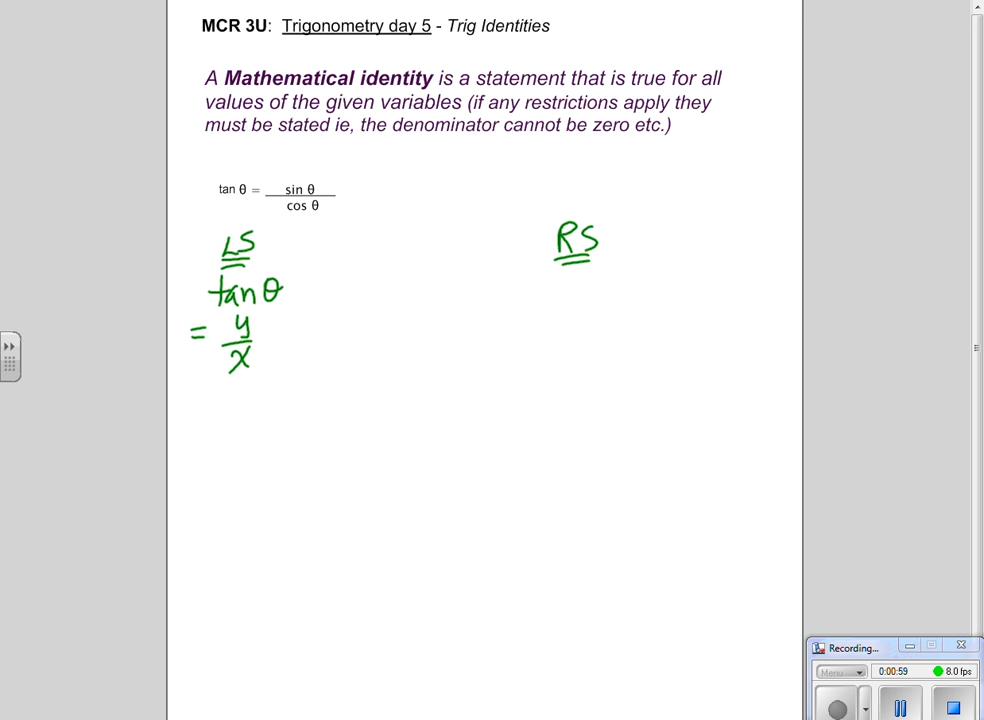 MCR 3U: Trigonometry day 5 - Trig Identities
A Mathematical identity is a statement that is true for all
values of the given variables (if any restrictions apply they
must be stated ie, the denominator cannot be zero etc.)
tan θ = sin θ
cos θ
LS
RS
tan θ
= y
x
Recording...
Menu
0:00:59
8.0 fps